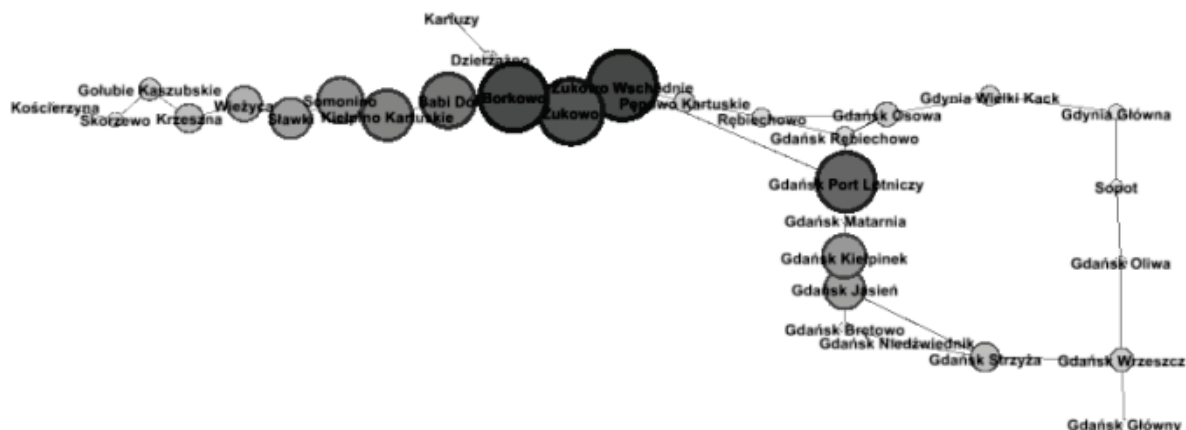 Kartuzy
Dzierżążno
Gołubie Kaszubskie
Kościerzyna
Skorzewo
Krzeszna
Wieżyca
Sławki
Somonino
Kiełpino Kartuskie
Babi Dół
Borkowo
Żukowo
Żukowo Wschodnie
Pępowo Kartuskie
Rębiechowo
Gdańsk Osowa
Gdańsk Rębiechowo
Gdynia Wielki Kack
Gdynia Główna
Gdańsk Port Lotniczy
Sopot
Gdańsk Matarnia
Gdańsk Kiełpinek
Gdańsk Oliwa
Gdańsk Jasień
Gdańsk Brętowo
Gdańsk Niedźwiednik
Gdańsk Strzyża
Gdańsk Wrzeszcz
Gdańsk Główny